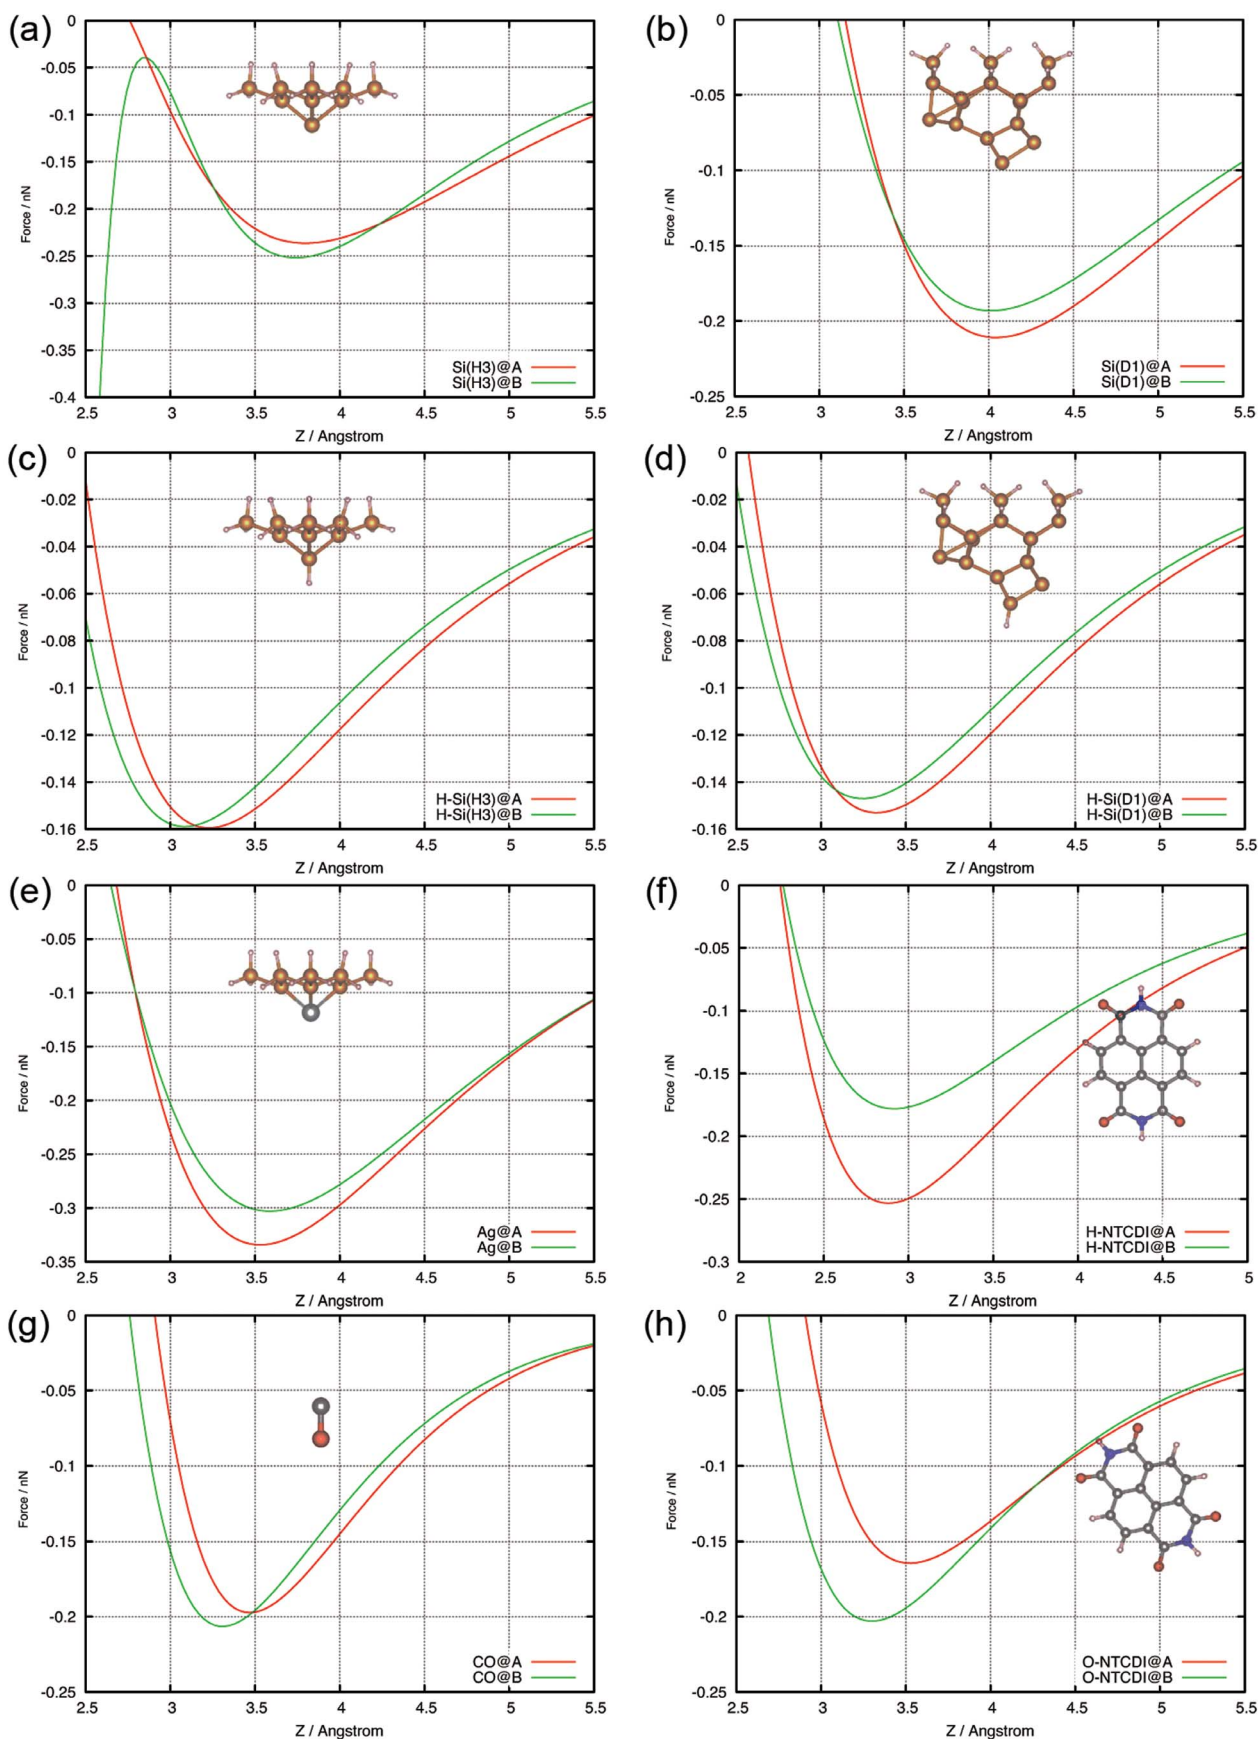 (a)
0
-0.05
-0.1
-0.15
-0.2
-0.25
-0.3
-0.35
-0.4
Force / nN
Si(H3)@A
Si(H3)@B
2.5 3 3.5 4 4.5 5 5.5
Z / Angstrom
(b)
0
-0.05
-0.1
-0.15
-0.2
-0.25
Force / nN
Si(D1)@A
Si(D1)@B
2.5 3 3.5 4 4.5 5 5.5
Z / Angstrom
(c)
0
-0.02
-0.04
-0.06
-0.08
-0.1
-0.12
-0.14
-0.16
Force / nN
H-Si(H3)@A
H-Si(H3)@B
2.5 3 3.5 4 4.5 5 5.5
Z / Angstrom
(d)
0
-0.02
-0.04
-0.06
-0.08
-0.1
-0.12
-0.14
-0.16
Force / nN
H-Si(D1)@A
H-Si(D1)@B
2.5 3 3.5 4 4.5 5 5.5
Z / Angstrom
(e)
0
-0.05
-0.1
-0.15
-0.2
-0.25
-0.3
-0.35
Force / nN
Ag@A
Ag@B
2.5 3 3.5 4 4.5 5 5.5
Z / Angstrom
(f)
0
-0.05
-0.1
-0.15
-0.2
-0.25
-0.3
Force / nN
H-NTCDI@A
H-NTCDI@B
2 2.5 3 3.5 4 4.5 5
Z / Angstrom
(g)
0
-0.05
-0.1
-0.15
-0.2
-0.25
Force / nN
CO@A
CO@B
2.5 3 3.5 4 4.5 5 5.5
Z / Angstrom
(h)
0
-0.05
-0.1
-0.15
-0.2
-0.25
Force / nN
O-NTCDI@A
O-NTCDI@B
2.5 3 3.5 4 4.5 5 5.5
Z / Angstrom